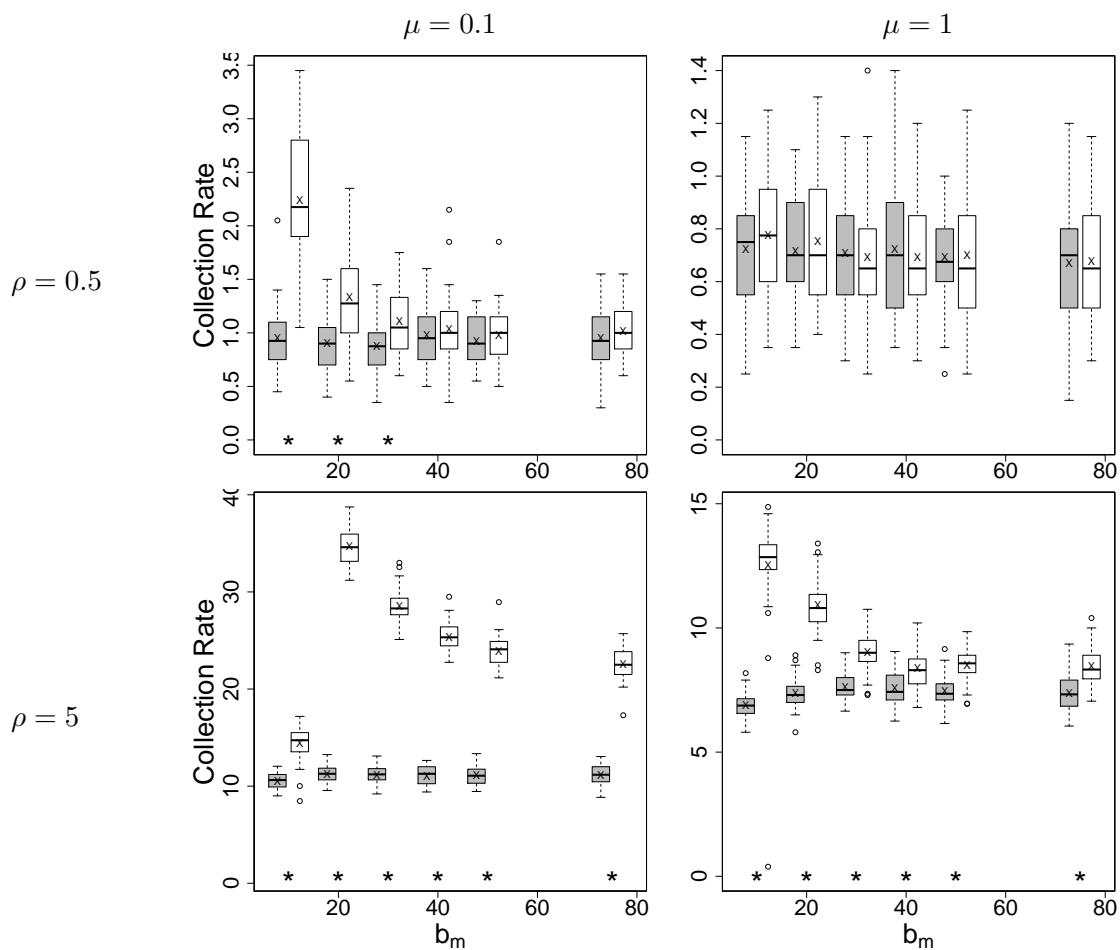 μ = 0.1
μ = 1
ρ = 0.5
Collection Rate
0.0 0.5 1.0 1.5 2.0 2.5 3.0 3.5
* * *
20 40 60 80
0.0 0.2 0.4 0.6 0.8 1.0 1.2 1.4
20 40 60 80
ρ = 5
Collection Rate
0 10 20 30
* * * * * *
20 40 60 80
b_m
0 5 10 15
* * * * * *
20 40 60 80
b_m